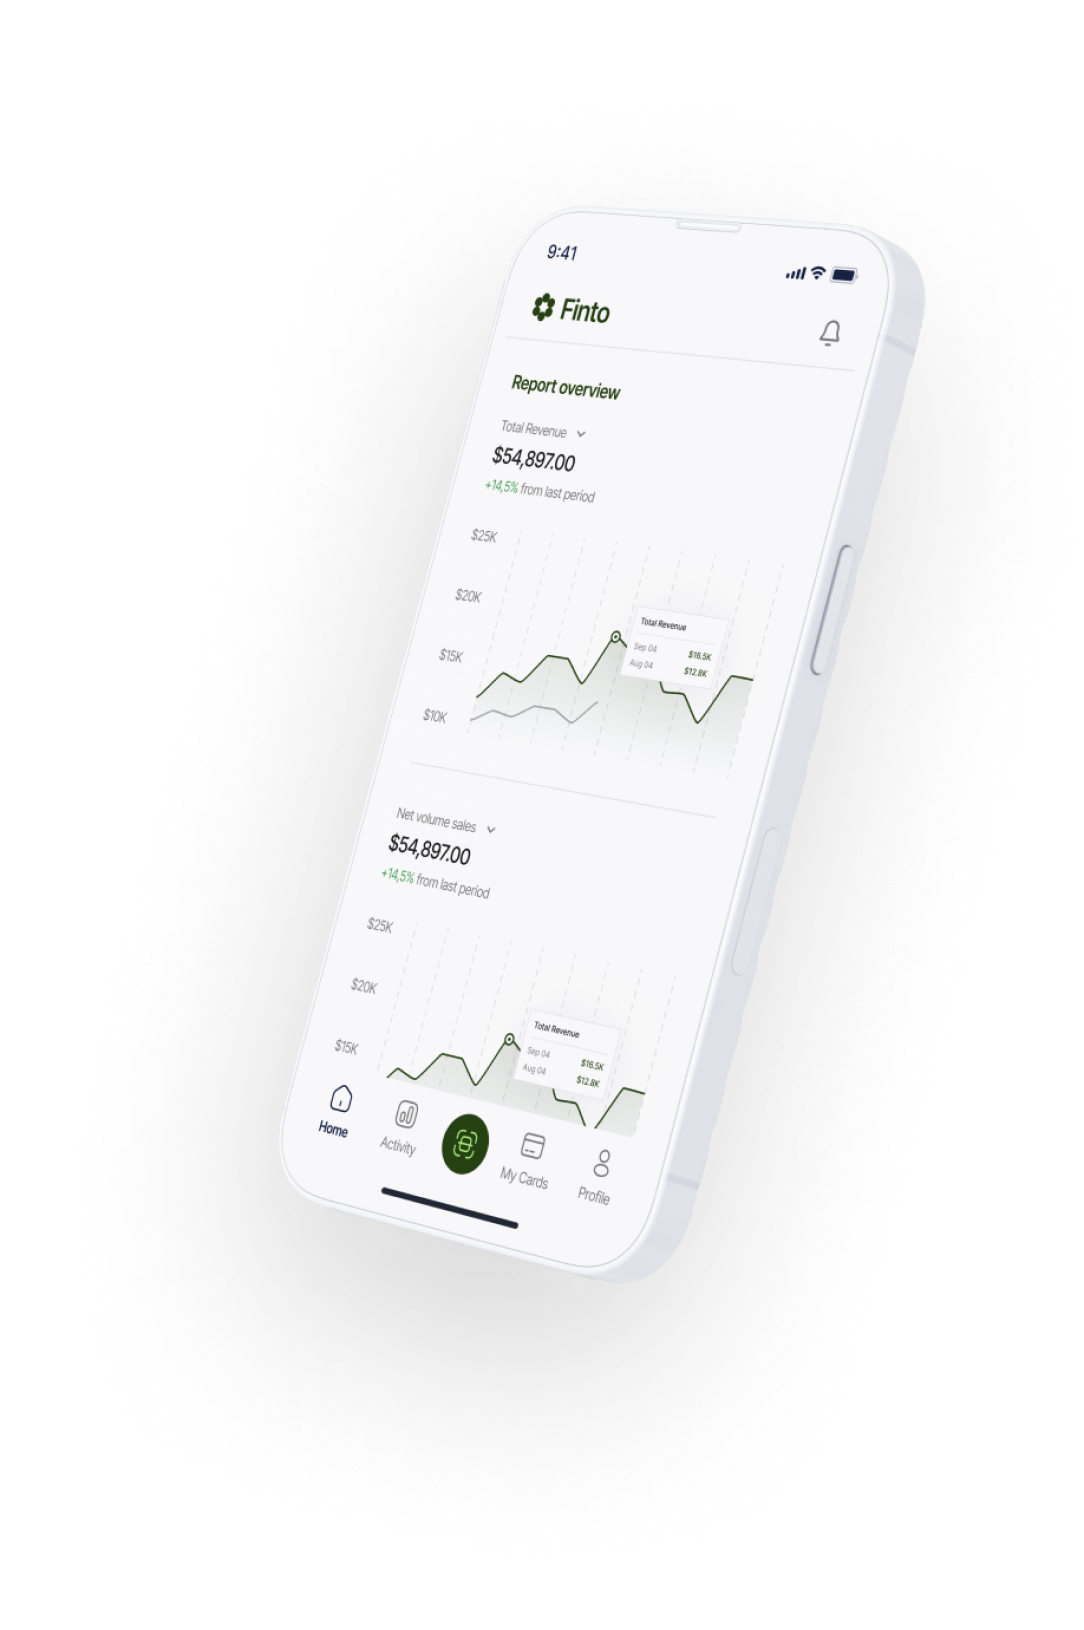 9:41
Finto
Report overview
Total Revenue
$54,897.00
+14,5% from last period
$25K
$20K
$15K
$10K
Total Revenue
Sep 04 $16.5K
Aug 04 $12.8K
Net volume sales
$54,897.00
+14,5% from last period
$25K
$20K
$15K
Total Revenue
Sep 04 $16.5K
Aug 04 $12.8K
Home
Activity
My Cards
Profile